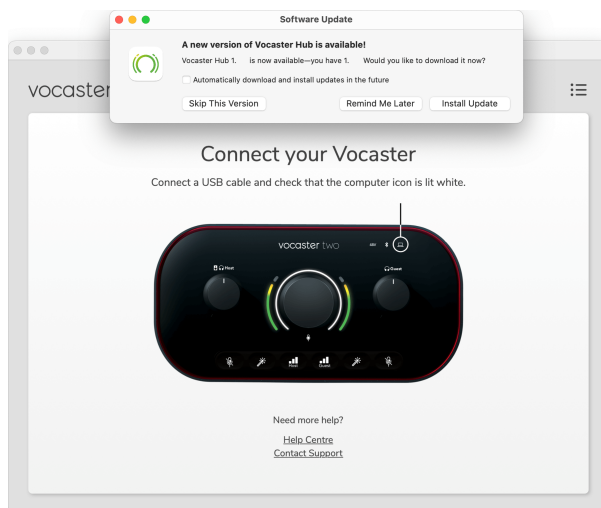 Software Update
A new version of Vocaster Hub is available!
Vocaster Hub 1. is now available—you have 1. Would you like to download it now?
Automatically download and install updates in the future
Skip This Version
Remind Me Later
Install Update
vocaster
Connect your Vocaster
Connect a USB cable and check that the computer icon is lit white.
vocaster two
48V
Host
Guest
Host
Guest
Need more help?
Help Centre
Contact Support